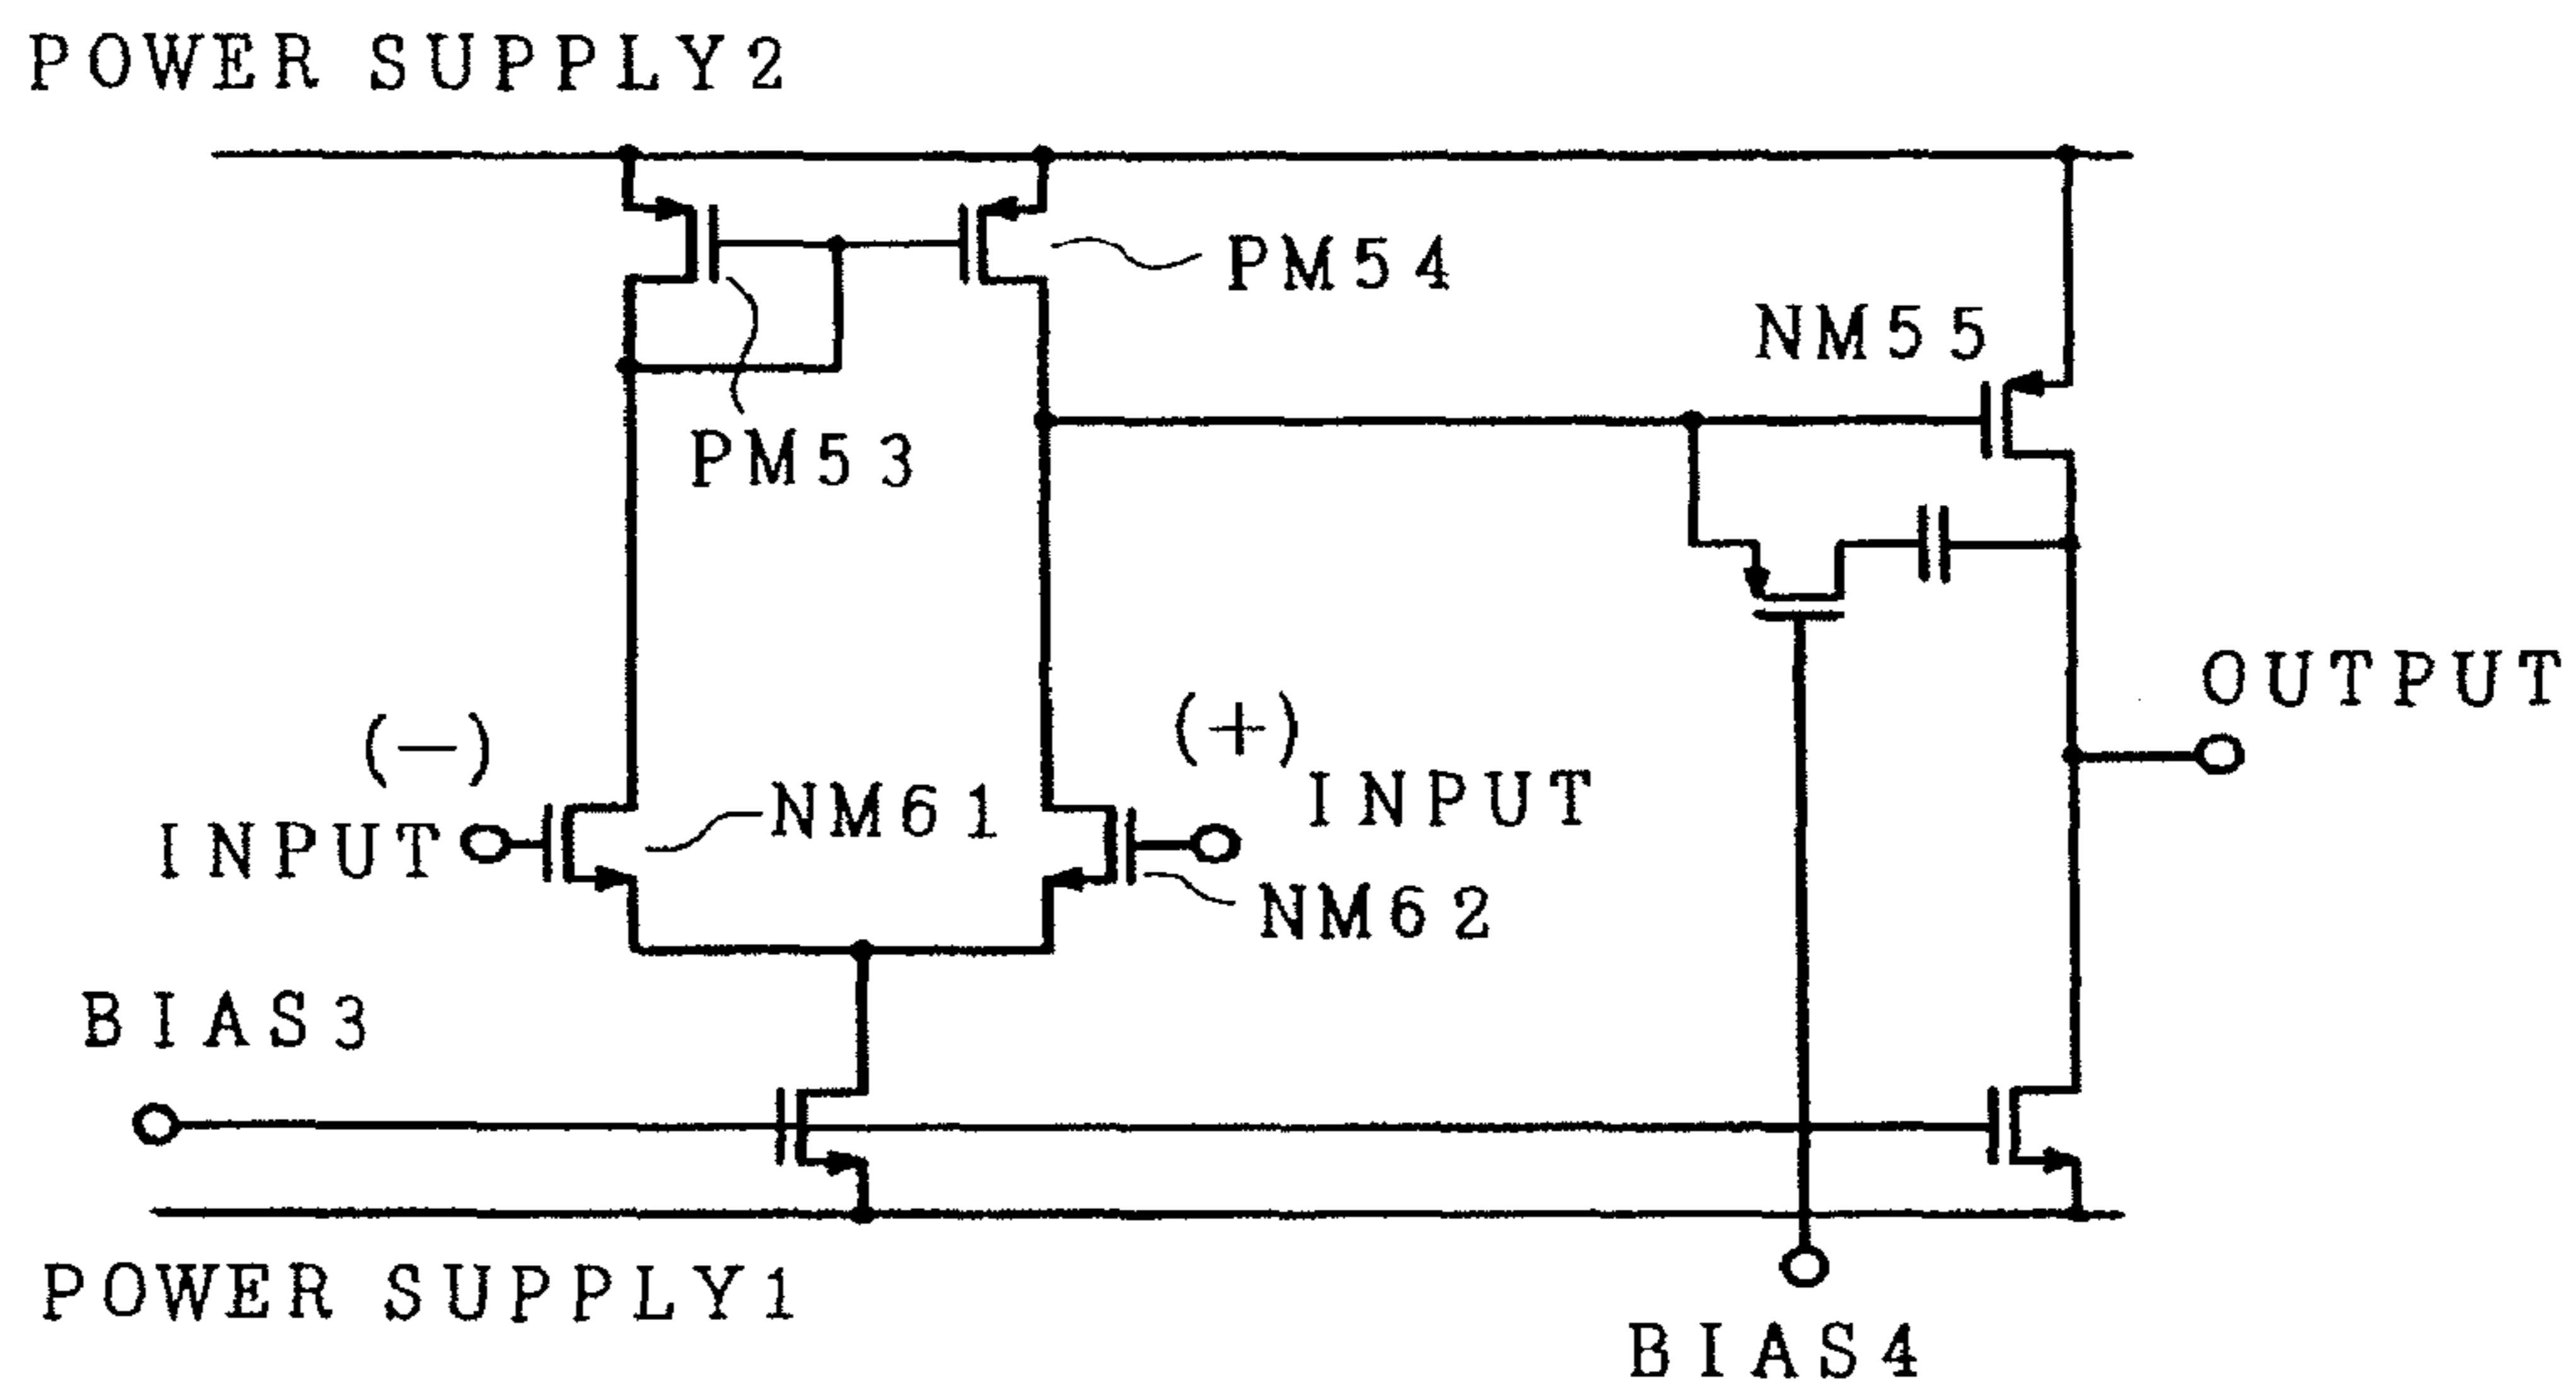 POWER SUPPLY2
PM54
NM55
PM53
OUTPUT
(−)
(+)
INPUT
NM61
INPUT
NM62
BIAS3
POWER SUPPLY1
BIAS4